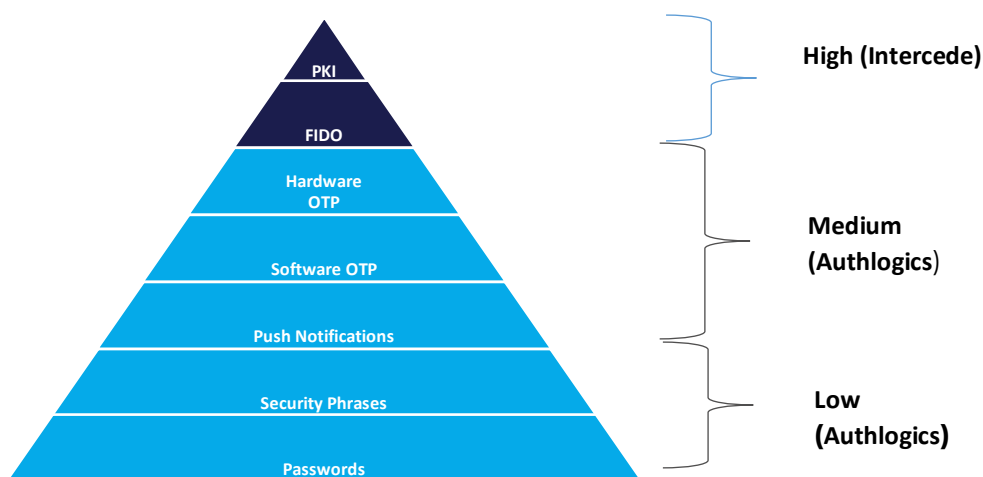 PKI
FIDO
Hardware
OTP
Software OTP
Push Notifications
Security Phrases
Passwords
High (Intercede)
Medium
(Authlogics)
Low
(Authlogics)